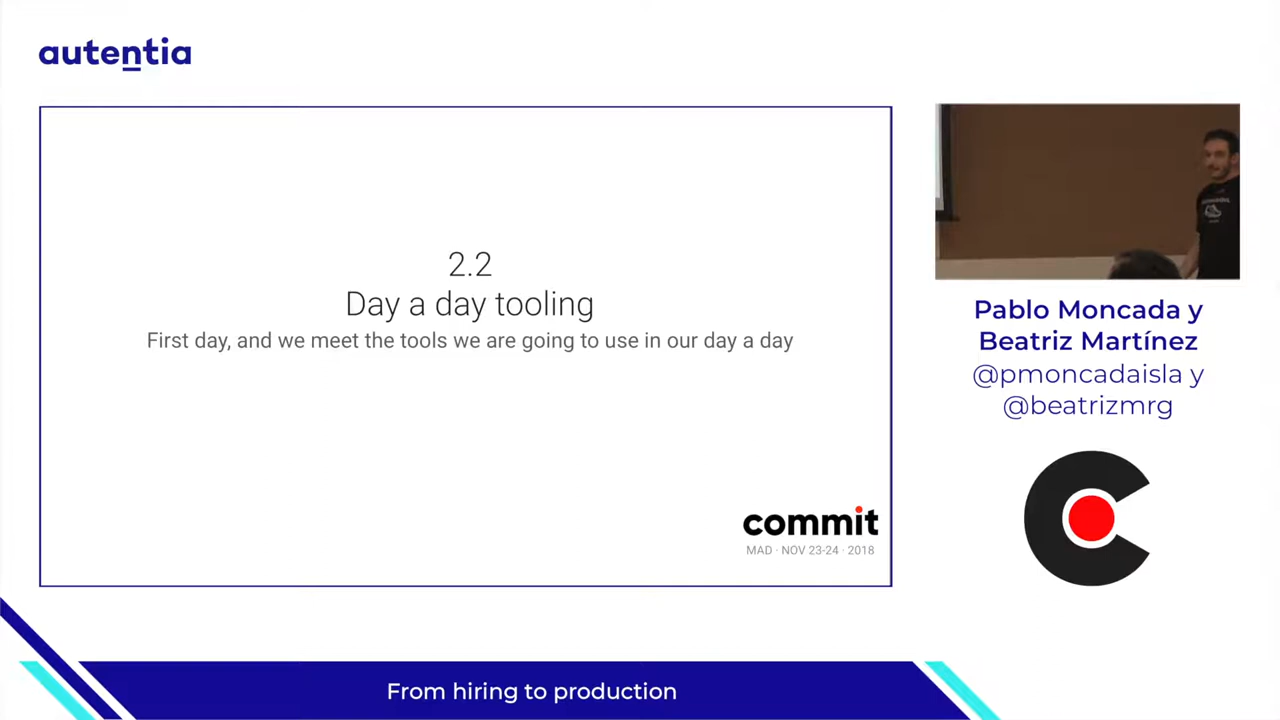 autentia
2.2
Day a day tooling
First day, and we meet the tools we are going to use in our day a day
commit
MAD · NOV 23-24 · 2018
Pablo Moncada y
Beatriz Martínez
@pmoncadaisla y
@beatrizmrg
From hiring to production